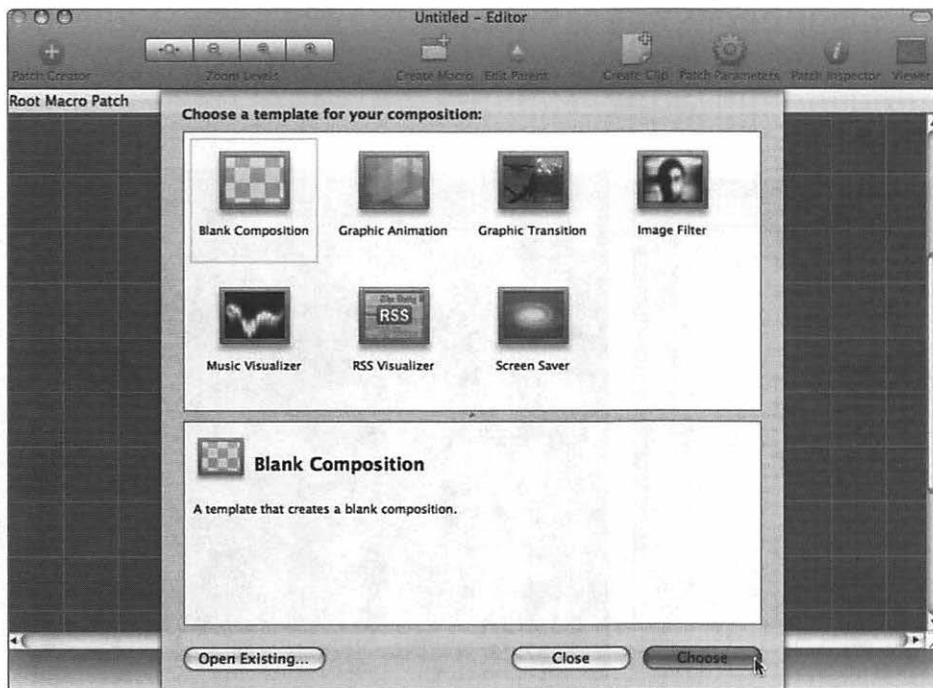 Untitled – Editor
Patch Creator
Zoom Levels
Create Macro
Edit Parent
Create Clip
Patch Parameters
Patch Inspector
Viewer
Root Macro Patch
Choose a template for your composition:
Blank Composition
Graphic Animation
Graphic Transition
Image Filter
The Daily
RSS
Music Visualizer
RSS Visualizer
Screen Saver
Blank Composition
A template that creates a blank composition.
Open Existing...
Close
Choose